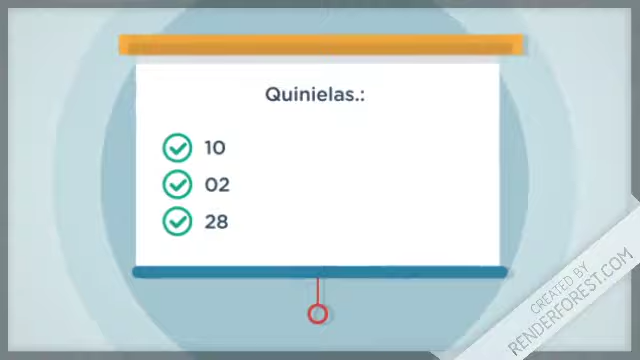 Quinielas.:
10
02
28
CREATED BY
RENDERFOREST.COM